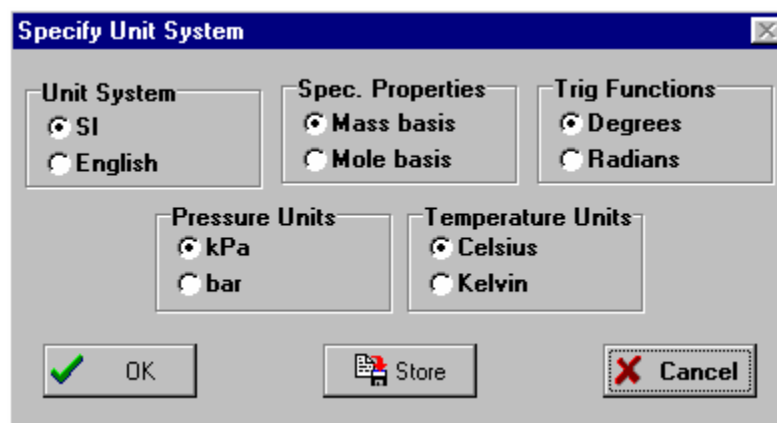 Specify Unit System
Unit System
SI
English
Spec. Properties
Mass basis
Mole basis
Trig Functions
Degrees
Radians
Pressure Units
kPa
bar
Temperature Units
Celsius
Kelvin
OK
Store
Cancel